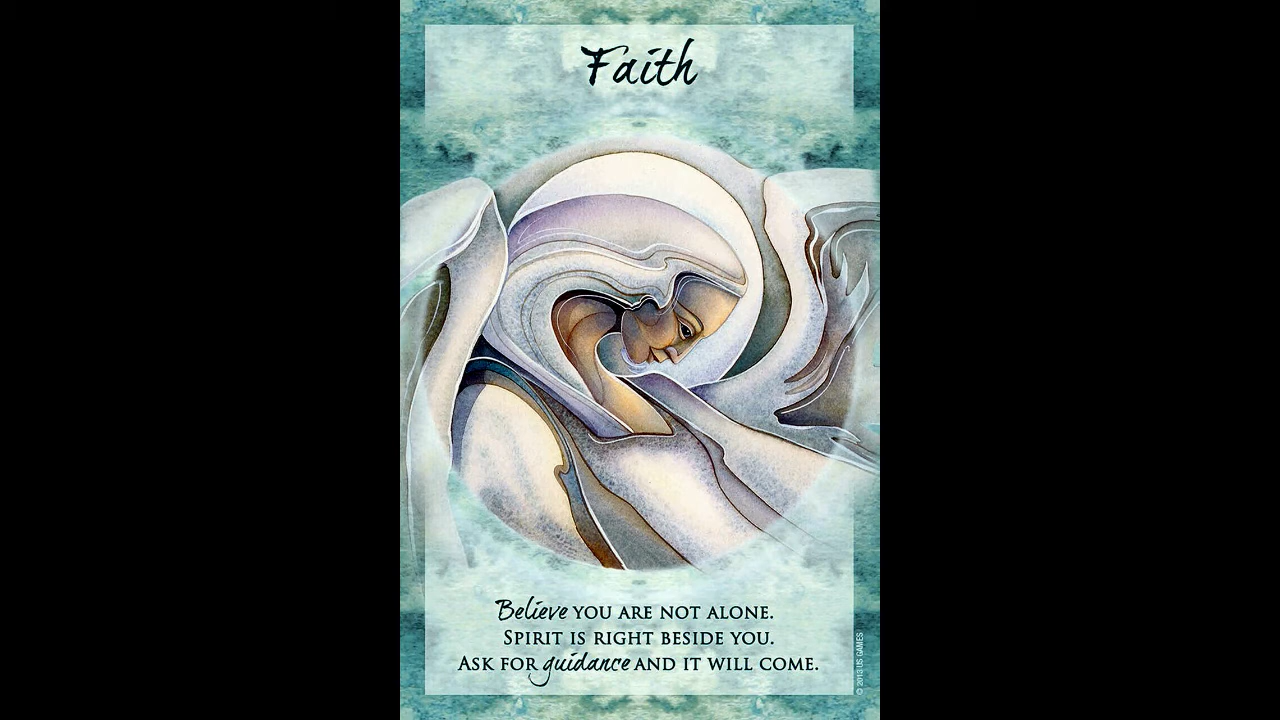 Faith
Believe YOU ARE NOT ALONE.
SPIRIT IS RIGHT BESIDE YOU.
ASK FOR guidance AND IT WILL COME.
© 2013 US GAMES